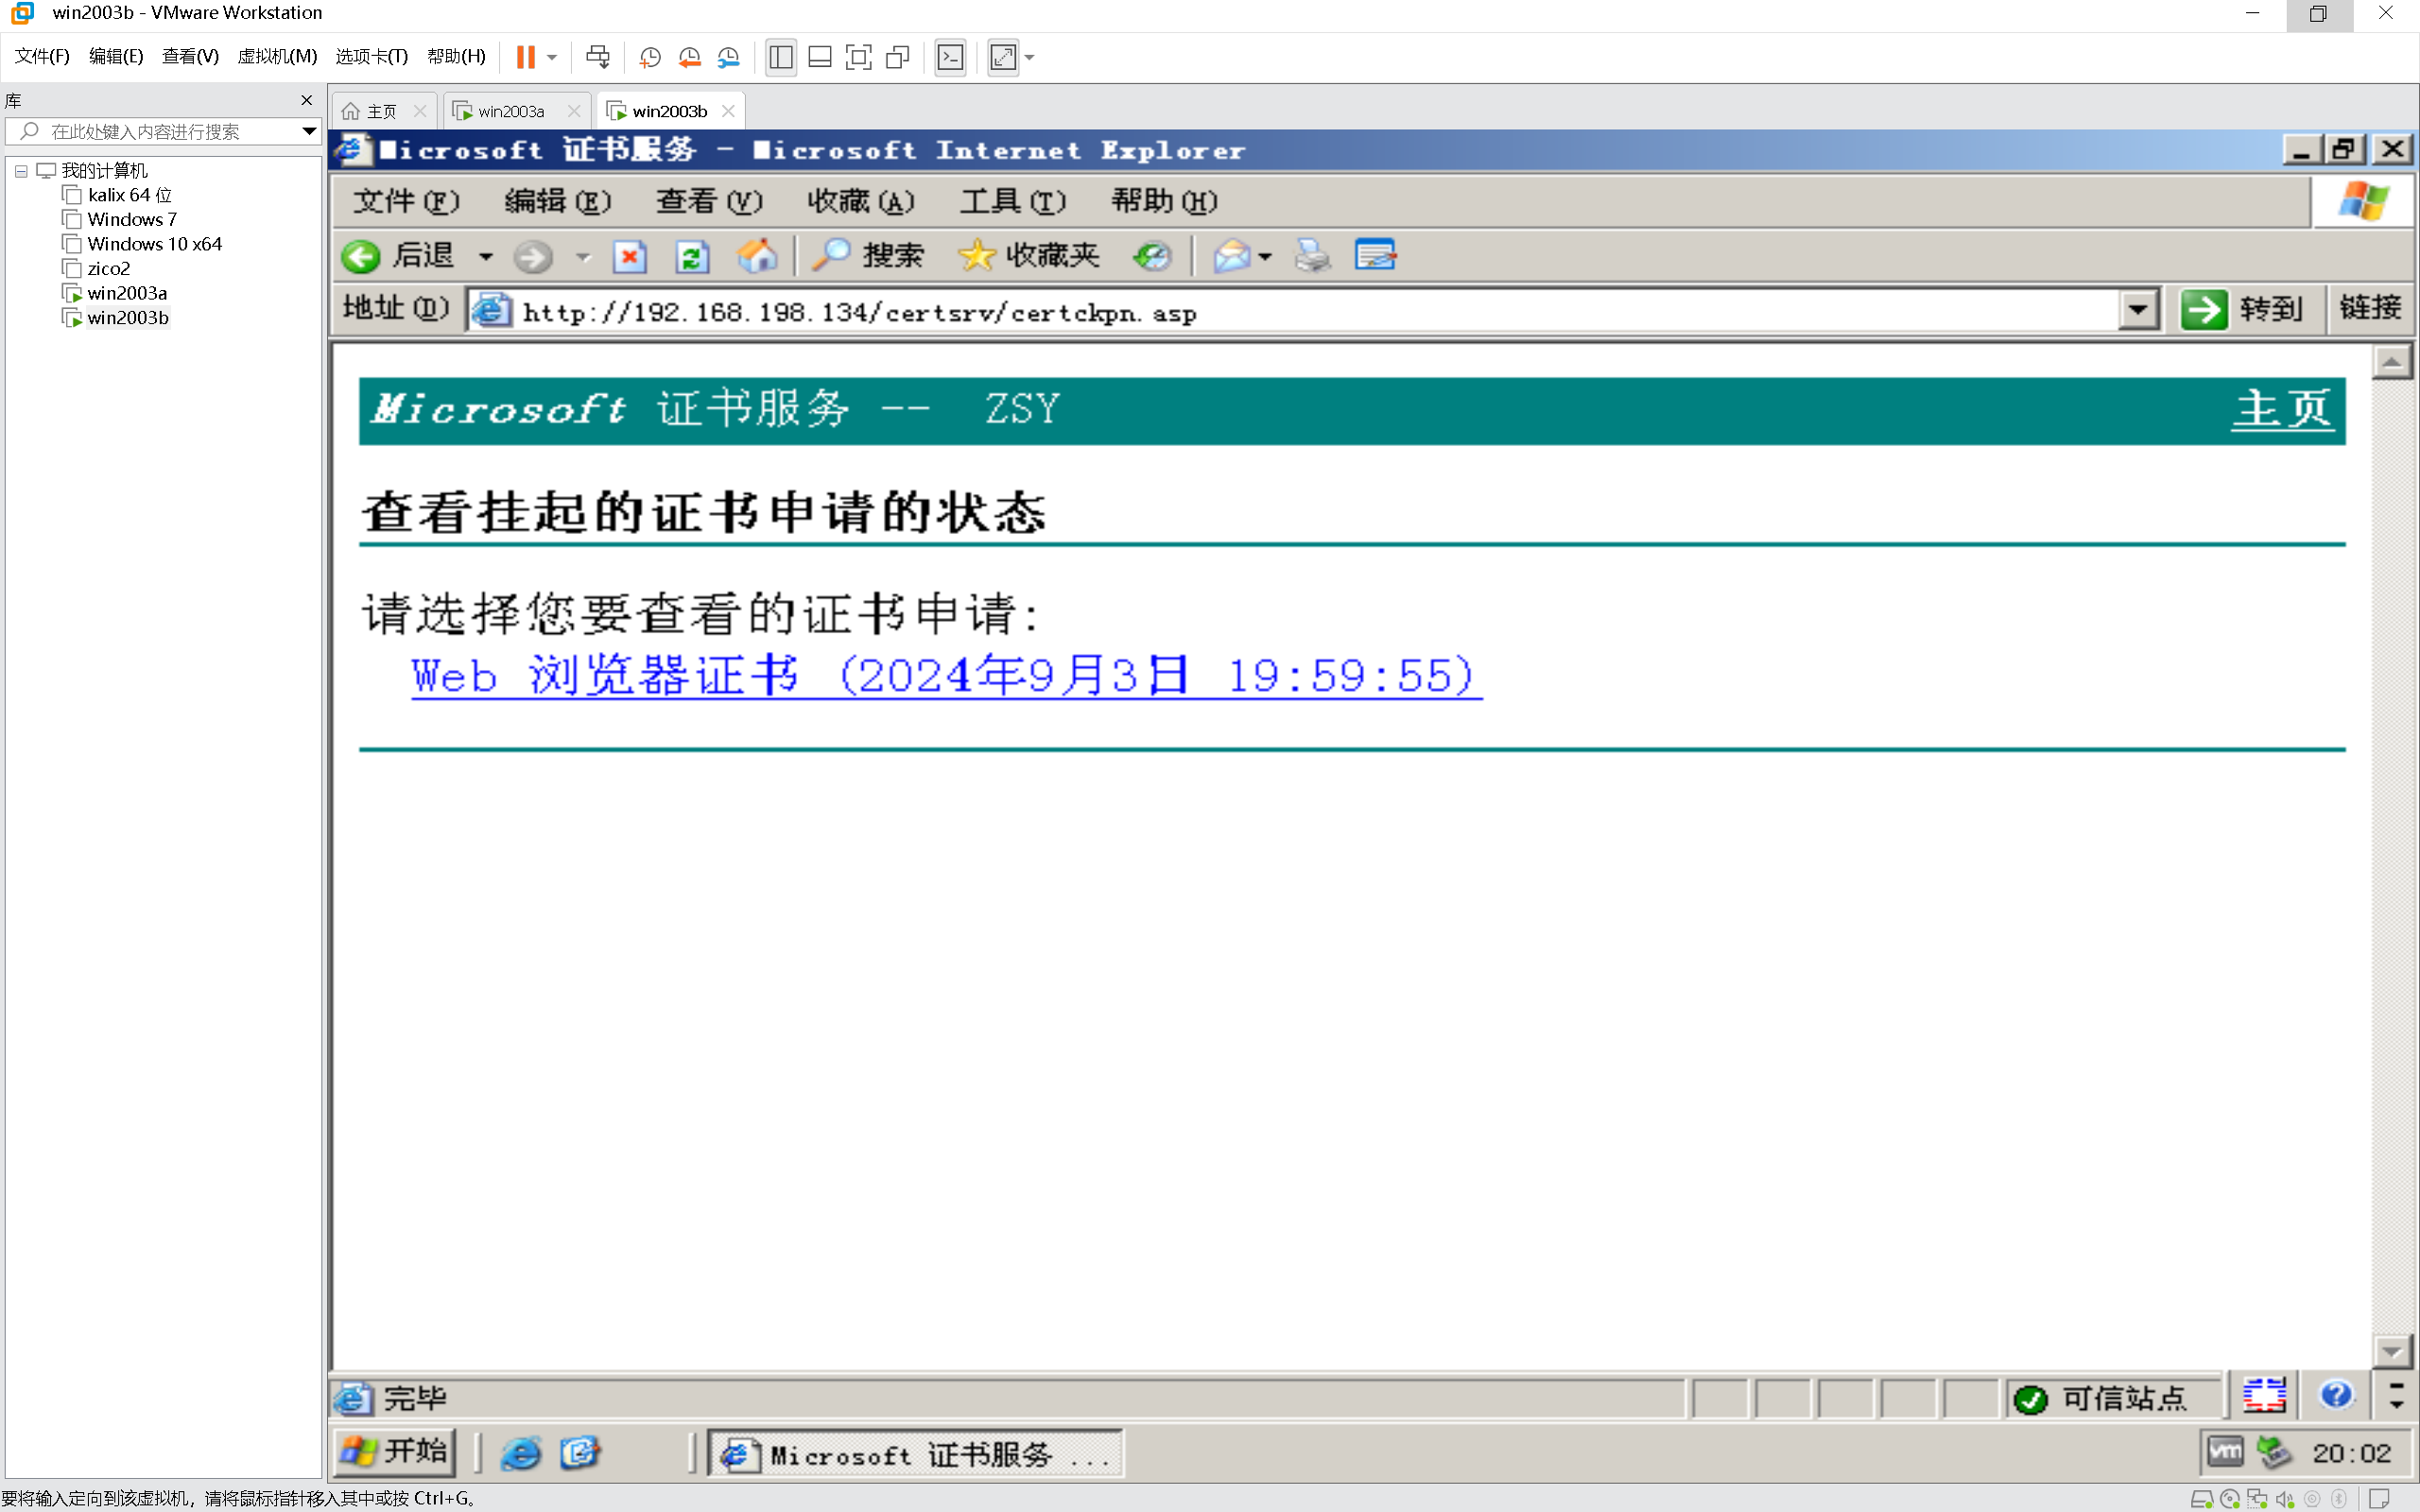 win2003b - VMware Workstation
文件(F) 编辑(E) 查看(V) 虚拟机(M) 选项卡(T) 帮助(H)
库
在此处键入内容进行搜索
我的计算机
kalix 64 位
Windows 7
Windows 10 x64
zico2
win2003a
win2003b
主页 win2003a win2003b
Microsoft 证书服务 - Microsoft Internet Explorer
文件(F) 编辑(E) 查看(V) 收藏(A) 工具(T) 帮助(H)
后退 搜索 收藏夹
地址(D) http://192.168.198.134/certsrv/certckpn.asp 转到 链接
Microsoft 证书服务 -- ZSY 主页
查看挂起的证书申请的状态
请选择您要查看的证书申请:
Web 浏览器证书 (2024年9月3日 19:59:55)
完毕 可信站点
开始 Microsoft 证书服务 ... vm 20:02
要将输入定向到该虚拟机，请将鼠标指针移入其中或按 Ctrl+G。